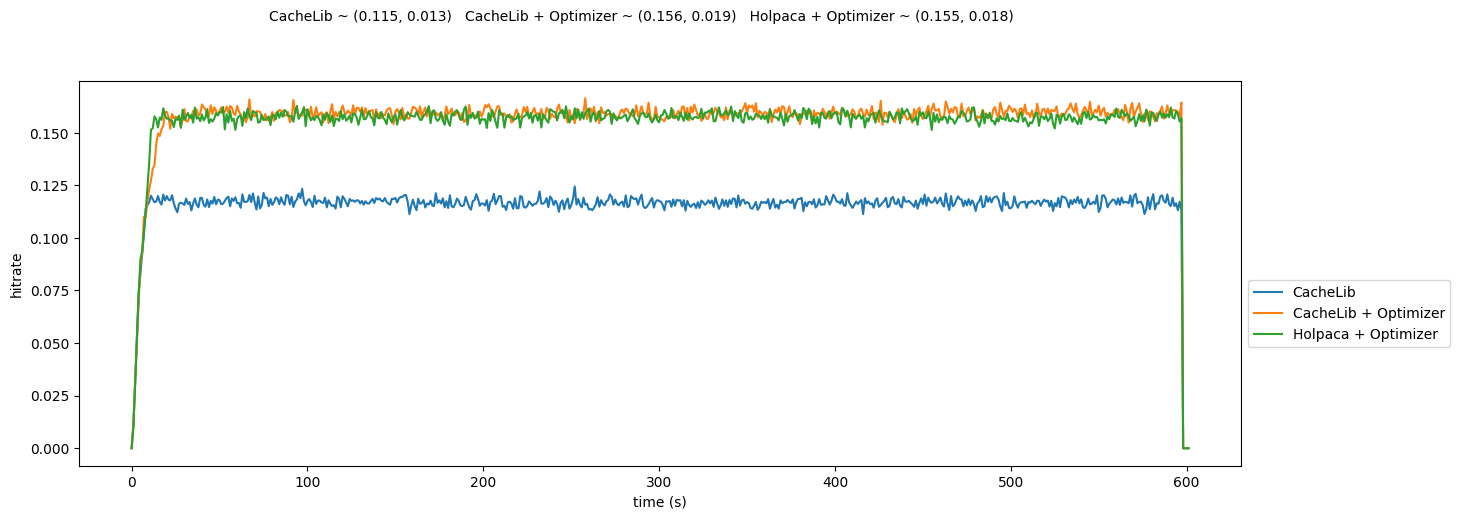 CacheLib ~ (0.115, 0.013)   CacheLib + Optimizer ~ (0.156, 0.019)   Holpaca + Optimizer ~ (0.155, 0.018)
0.150
0.125
0.100
0.075
0.050
0.025
0.000
hitrate
0 100 200 300 400 500 600
time (s)
CacheLib
CacheLib + Optimizer
Holpaca + Optimizer